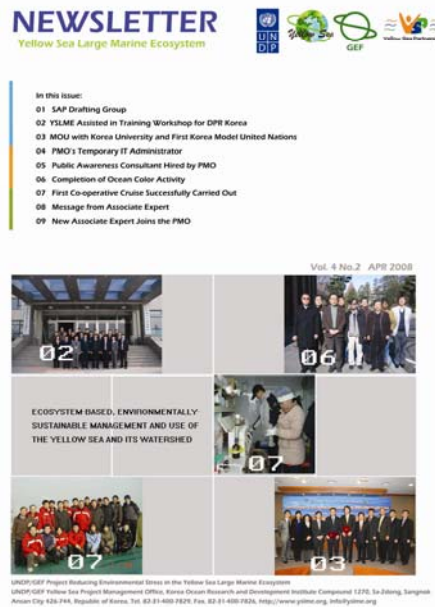 NEWSLETTER
Yellow Sea Large Marine Ecosystem
UNDP
Yellow Sea
GEF
Yellow Sea Partnership
In this issue:
01 SAP Drafting Group
02 YSLME Assisted in Training Workshop for DPR Korea
03 MOU with Korea University and First Korea Model United Nations
04 PMO's Temporary IT Administrator
05 Public Awareness Consultant Hired by PMO
06 Completion of Ocean Color Activity
07 First Co-operative Cruise Successfully Carried Out
08 Message from Associate Expert
09 New Associate Expert Joins the PMO
Vol. 4 No.2 APR 2008
02
06
ECOSYSTEM-BASED, ENVIRONMENTALLY-
SUSTAINABLE MANAGEMENT AND USE OF
THE YELLOW SEA AND ITS WATERSHED
07
07
03
UNDP/GEF Project Reducing Environmental Stress in the Yellow Sea Large Marine Ecosystem
UNDP/GEF Yellow Sea Project Management Office, Korea Ocean Research and Development Institute Compound 1270, Sa-2dong, Sangnok
Ansan City 426-744, Republic of Korea. Tel. 82-31-400-7829, Fax. 82-31-400-7826, http://www.yslme.org, info@yslme.org